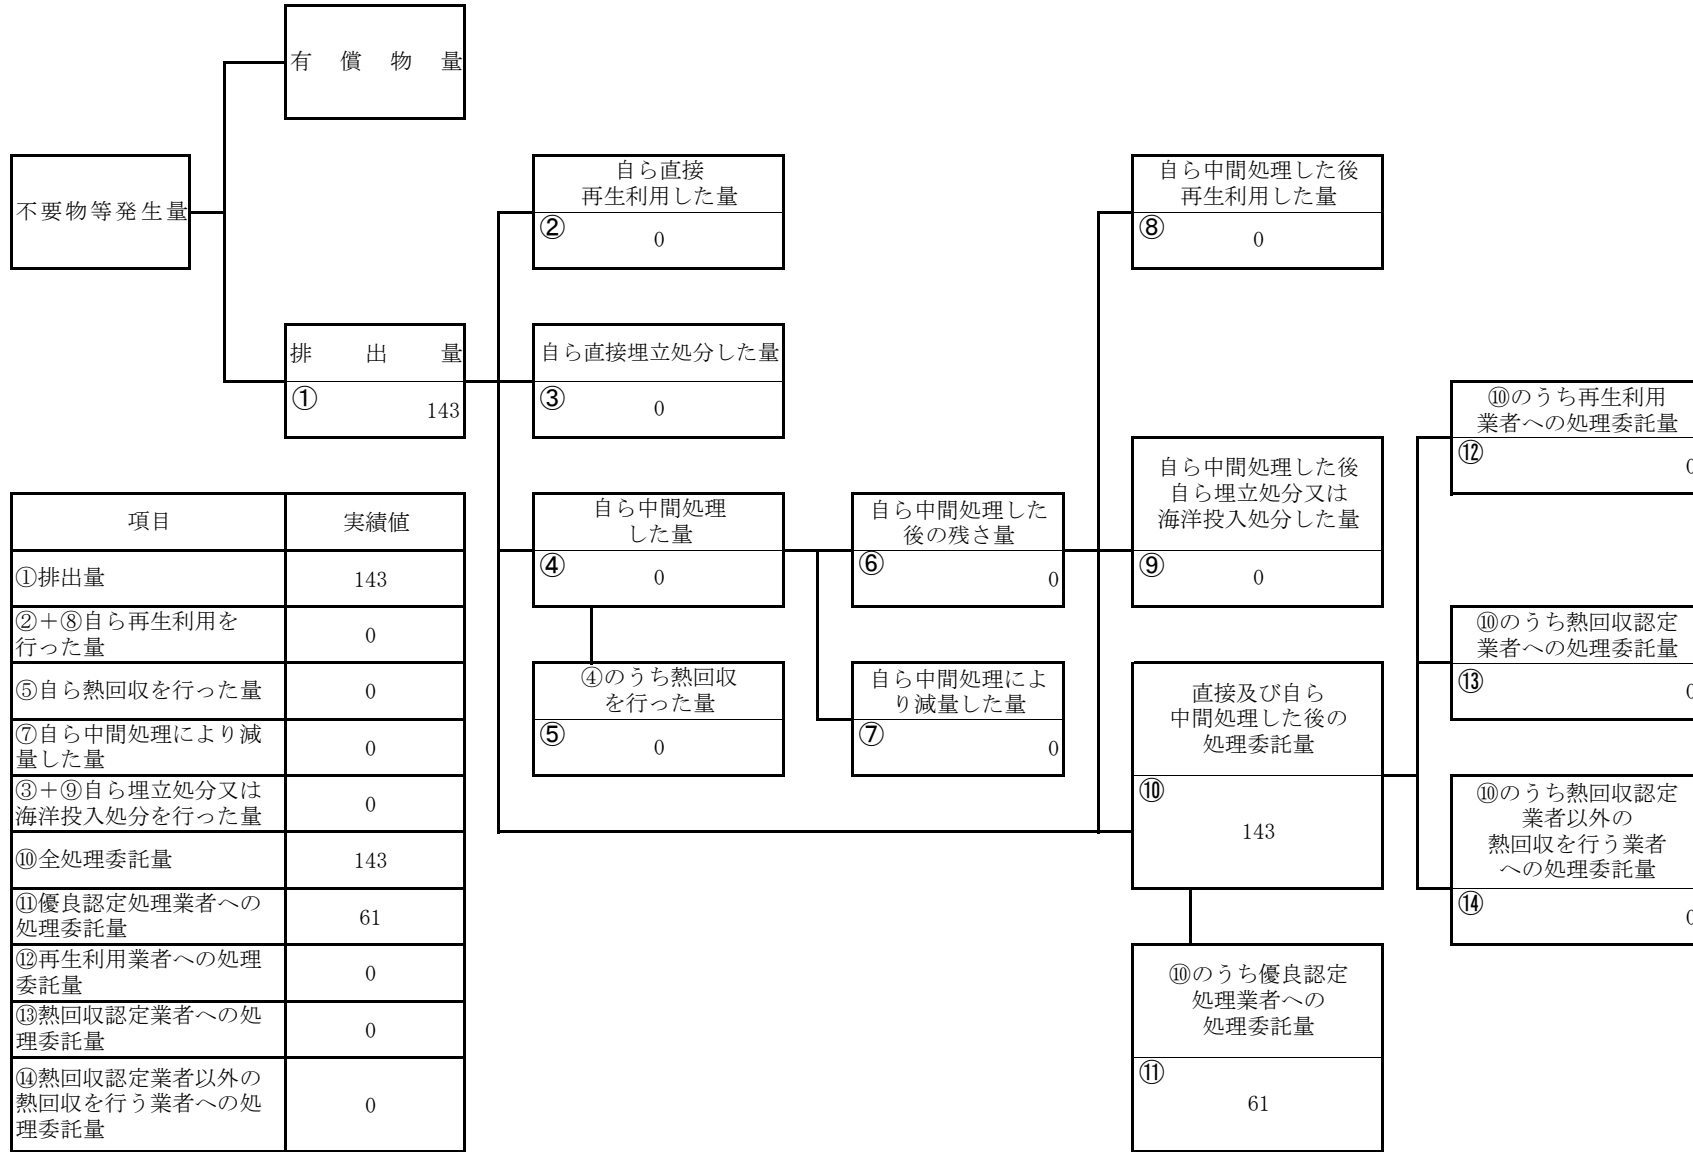 有償物量
不要物等発生量
排出量
①
143
自ら直接
再生利用した量
②
0
自ら直接埋立処分した量
③
0
自ら中間処理
した量
④
0
④のうち熱回収
を行った量
⑤
0
自ら中間処理した
後の残さ量
⑥
0
自ら中間処理によ
り減量した量
⑦
0
自ら中間処理した後
再生利用した量
⑧
0
自ら中間処理した後
自ら埋立処分又は
海洋投入処分した量
⑨
0
直接及び自ら
中間処理した後の
処理委託量
⑩
143
⑩のうち優良認定
処理業者への
処理委託量
⑪
61
⑩のうち再生利用
業者への処理委託量
⑫
0
⑩のうち熱回収認定
業者への処理委託量
⑬
0
⑩のうち熱回収認定
業者以外の
熱回収を行う業者
への処理委託量
⑭
0
項目 実績値
①排出量 143
②＋⑧自ら再生利用を
行った量 0
⑤自ら熱回収を行った量 0
⑦自ら中間処理により減
量した量 0
③＋⑨自ら埋立処分又は
海洋投入処分を行った量 0
⑩全処理委託量 143
⑪優良認定処理業者への
処理委託量 61
⑫再生利用業者への処理
委託量 0
⑬熱回収認定業者への処
理委託量 0
⑭熱回収認定業者以外の
熱回収を行う業者への処
理委託量 0